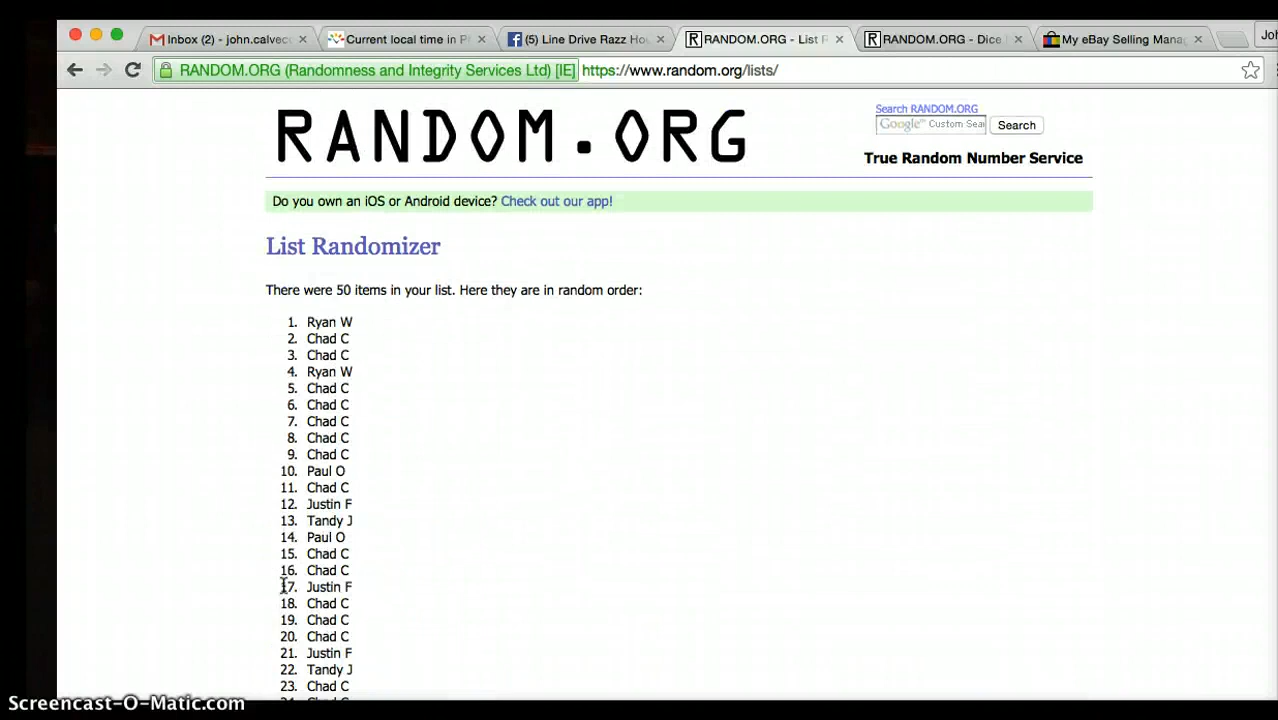 Inbox (2) - john.calvec
Current local time in P
(5) Line Drive Razz Ho
RANDOM.ORG - List R
RANDOM.ORG - Dice
My eBay Selling Mana
Joh
RANDOM.ORG (Randomness and Integrity Services Ltd) [IE] https://www.random.org/lists/
RANDOM.ORG
Search RANDOM.ORG
Google™ Custom Sea
Search
True Random Number Service
Do you own an iOS or Android device? Check out our app!
List Randomizer
There were 50 items in your list. Here they are in random order:
1. Ryan W
2. Chad C
3. Chad C
4. Ryan W
5. Chad C
6. Chad C
7. Chad C
8. Chad C
9. Chad C
10. Paul O
11. Chad C
12. Justin F
13. Tandy J
14. Paul O
15. Chad C
16. Chad C
17. Justin F
18. Chad C
19. Chad C
20. Chad C
21. Justin F
22. Tandy J
23. Chad C
Screencast-O-Matic.com